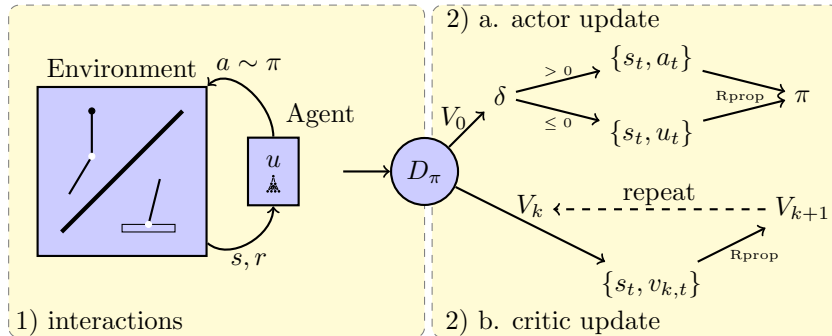 2) a. actor update
a ∼ π
Environment
Agent
u
s, r
1) interactions
D_π
V_0
δ
> 0
≤ 0
{s_t, a_t}
{s_t, u_t}
Rprop
π
V_k
repeat
V_{k+1}
{s_t, v_{k,t}}
Rprop
2) b. critic update